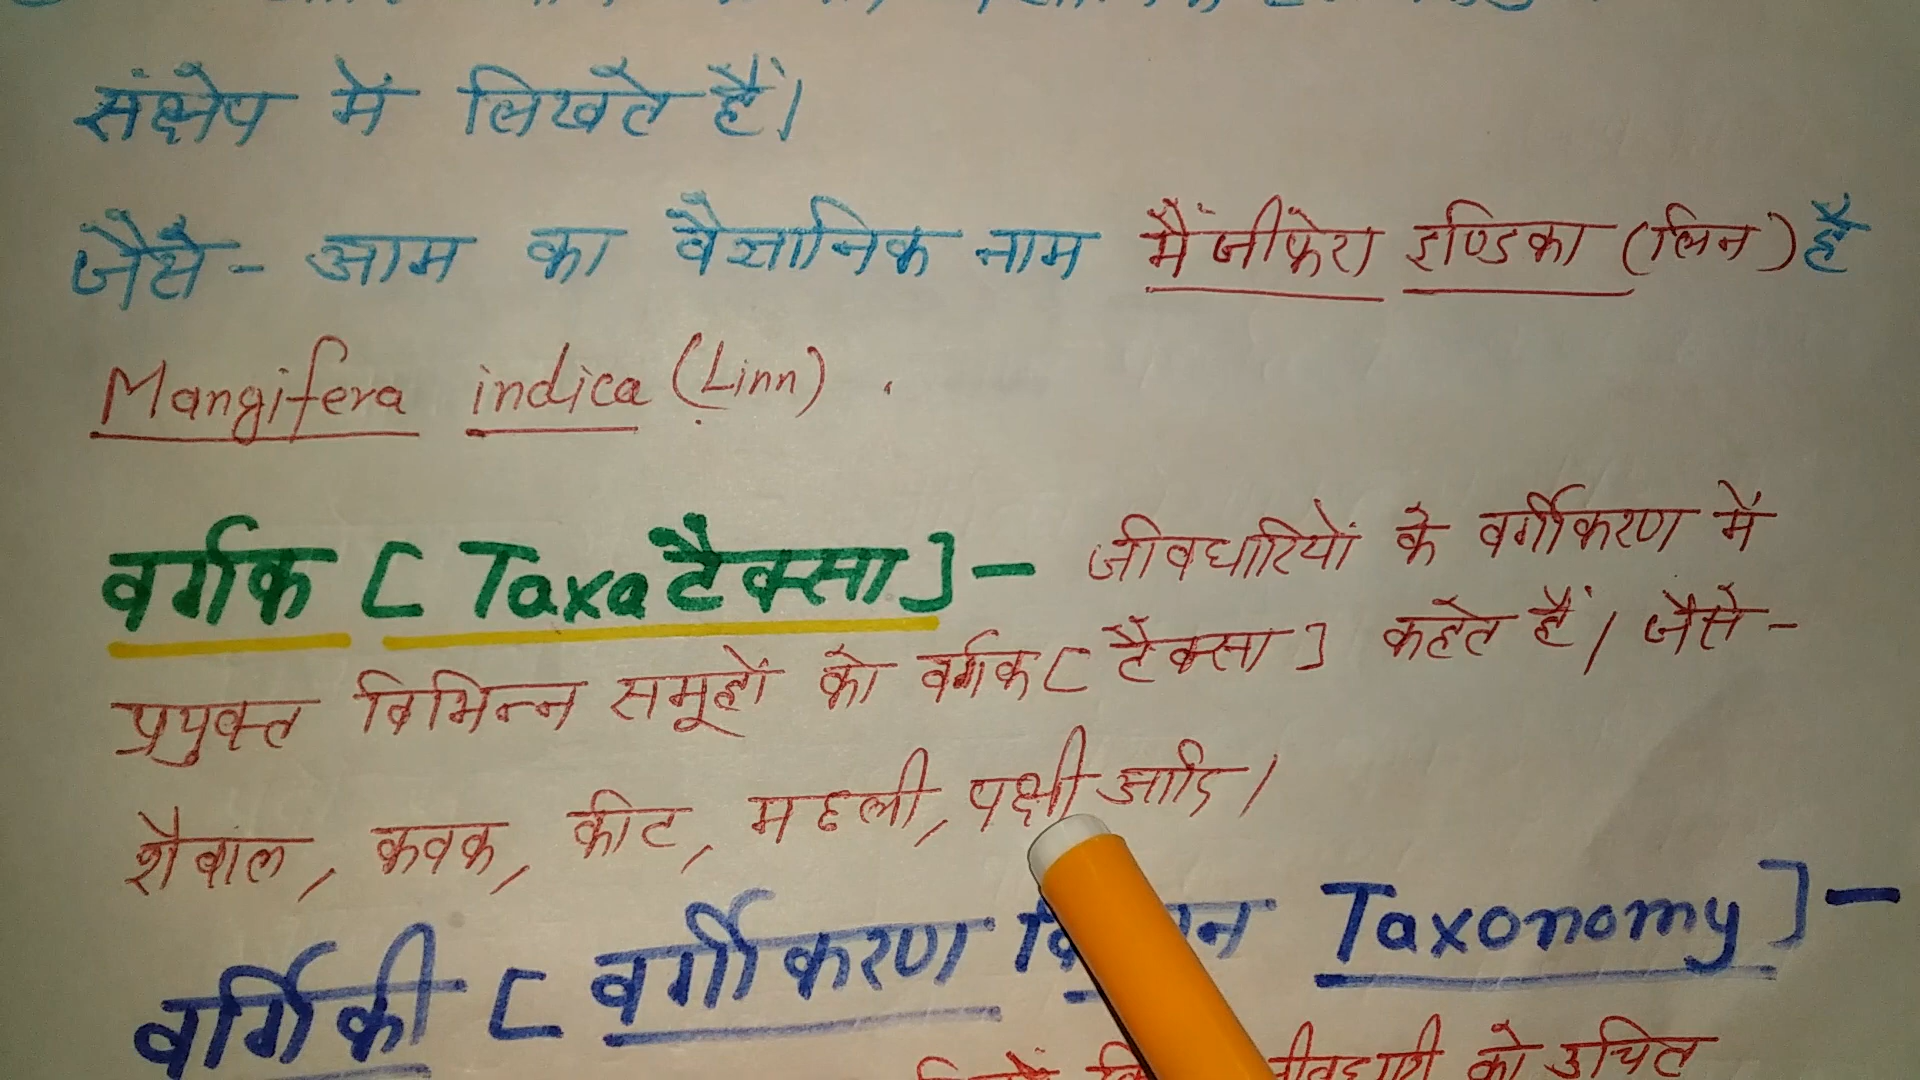 संक्षेप में लिखते हैं।
जैसे - आम का वैज्ञानिक नाम मैंजीफेरा इण्डिका (लिन) है
Mangifera indica (Linn) .
वर्गक [ Taxa टैक्सा ] - जीवधारियों के वर्गीकरण में
प्रयुक्त विभिन्न समूहों को वर्गक [ टैक्सा ] कहते हैं। जैसे -
शैवाल, कवक, कीट, मछली, पक्षी आदि।
वर्गिकी [ वर्गीकरण Taxonomy ] -
को उचित